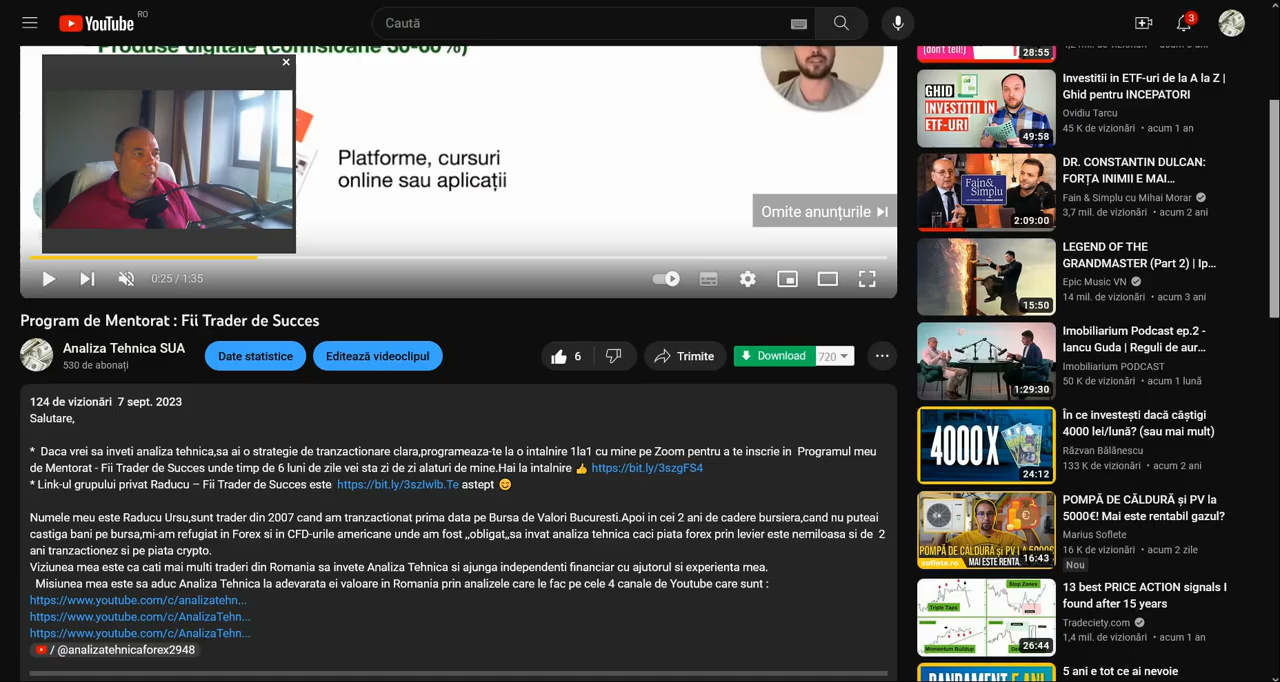 YouTube RO
Caută
3
Produse digitale (comisioane 30-60%)
Platforme, cursuri
online sau aplicații
Omite anunțurile
0:25 / 1:35
Program de Mentorat : Fii Trader de Succes
Analiza Tehnica SUA
530 de abonați
Date statistice
Editează videoclipul
6
Trimite
Download
720
124 de vizionări 7 sept. 2023
Salutare,
* Daca vrei sa inveti analiza tehnica,sa ai o strategie de tranzactionare clara,programeaza-te la o intalnire 1la1 cu mine pe Zoom pentru a te inscrie in Programul meu
de Mentorat - Fii Trader de Succes unde timp de 6 luni de zile vei sta zi de zi alaturi de mine.Hai la intalnire 👍 https://bit.ly/3szgFS4
* Link-ul grupului privat Raducu – Fii Trader de Succes este https://bit.ly/3szIwlb.Te astept 😊
Numele meu este Raducu Ursu,sunt trader din 2007 cand am tranzactionat prima data pe Bursa de Valori Bucuresti.Apoi in cei 2 ani de cadere bursiera,cand nu puteai
castiga bani pe bursa,mi-am refugiat in Forex si in CFD-urile americane unde am fost ,,obligat,,sa invat analiza tehnica caci piata forex prin levier este nemiloasa si de 2
ani tranzactionez si pe piata crypto.
Viziunea mea este ca cati mai multi traderi din Romania sa invete Analiza Tehnica si ajunga independenti financiar cu ajutorul si experienta mea.
Misiunea mea este sa aduc Analiza Tehnica la adevarata ei valoare in Romania prin analizele care le fac pe cele 4 canale de Youtube care sunt :
https://www.youtube.com/c/analizatehn...
https://www.youtube.com/c/AnalizaTehn...
https://www.youtube.com/c/AnalizaTehn...
/ @analizatehnicaforex2948
(don't tell!)
28:55
GHID
INVESTIȚII IN
ETF-URI
49:58
Investitii in ETF-uri de la A la Z |
Ghid pentru INCEPATORI
Ovidiu Tarcu
45 K de vizionări • acum 1 an
Fain&
Simplu
2:09:00
DR. CONSTANTIN DULCAN:
FORȚA INIMII E MAI...
Fain & Simplu cu Mihai Morar
3,7 mil. de vizionări • acum 2 ani
15:50
LEGEND OF THE
GRANDMASTER (Part 2) | Ip...
Epic Music VN
14 mil. de vizionări • acum 3 ani
1:29:30
Imobiliarium Podcast ep.2 -
Iancu Guda | Reguli de aur...
Imobiliarium PODCAST
50 K de vizionări • acum 1 lună
4000 X
24:12
În ce investești dacă câștigi
4000 lei/lună? (sau mai mult)
Răzvan Bălănescu
133 K de vizionări • acum 2 ani
POMPĂ DE CĂLDURĂ și PV
soflete.ro
MAI ESTE RENTA
16:43
POMPĂ DE CĂLDURĂ și PV la
5000€! Mai este rentabil gazul?
Marius Soflete
16 K de vizionări • acum 2 zile
Nou
Triple Taps
Stop Zones
Momentum Buildup
26:44
13 best PRICE ACTION signals I
found after 15 years
Tradeciety.com
1,4 mil. de vizionări • acum 1 an
RANDAMENT 5 ANI
5 ani e tot ce ai nevoie